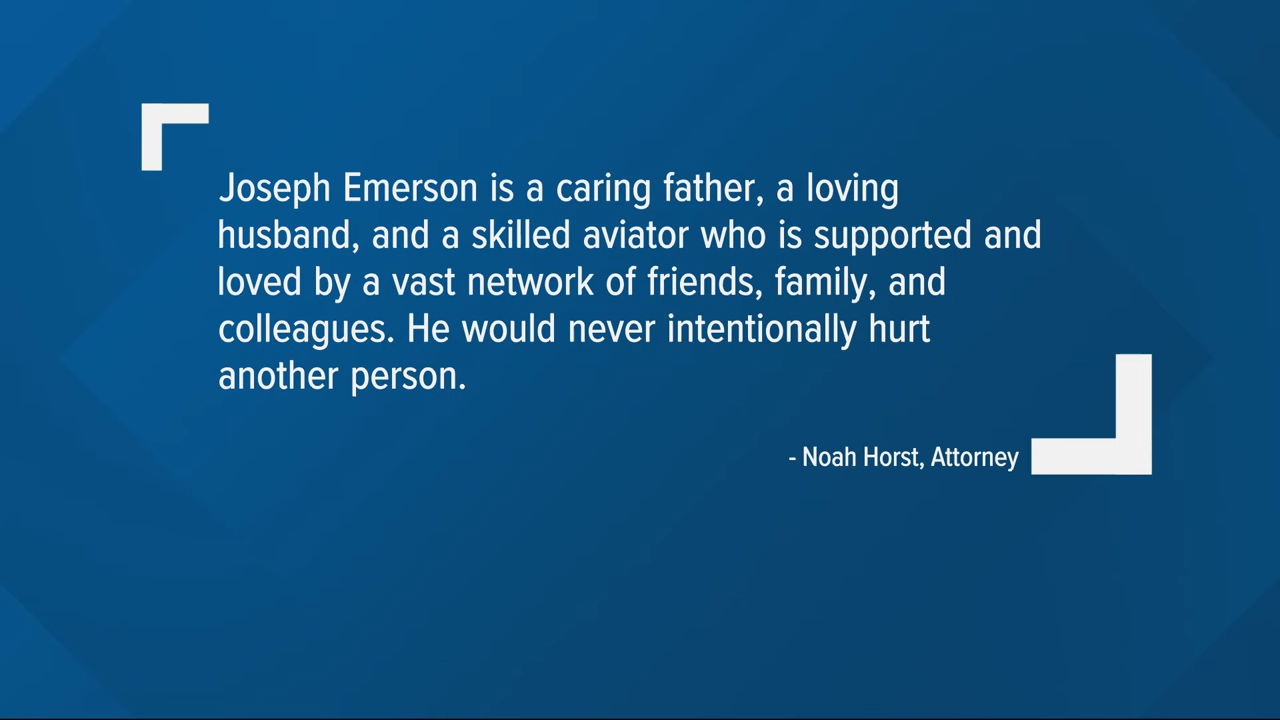 Joseph Emerson is a caring father, a loving
husband, and a skilled aviator who is supported and
loved by a vast network of friends, family, and
colleagues. He would never intentionally hurt
another person.
- Noah Horst, Attorney